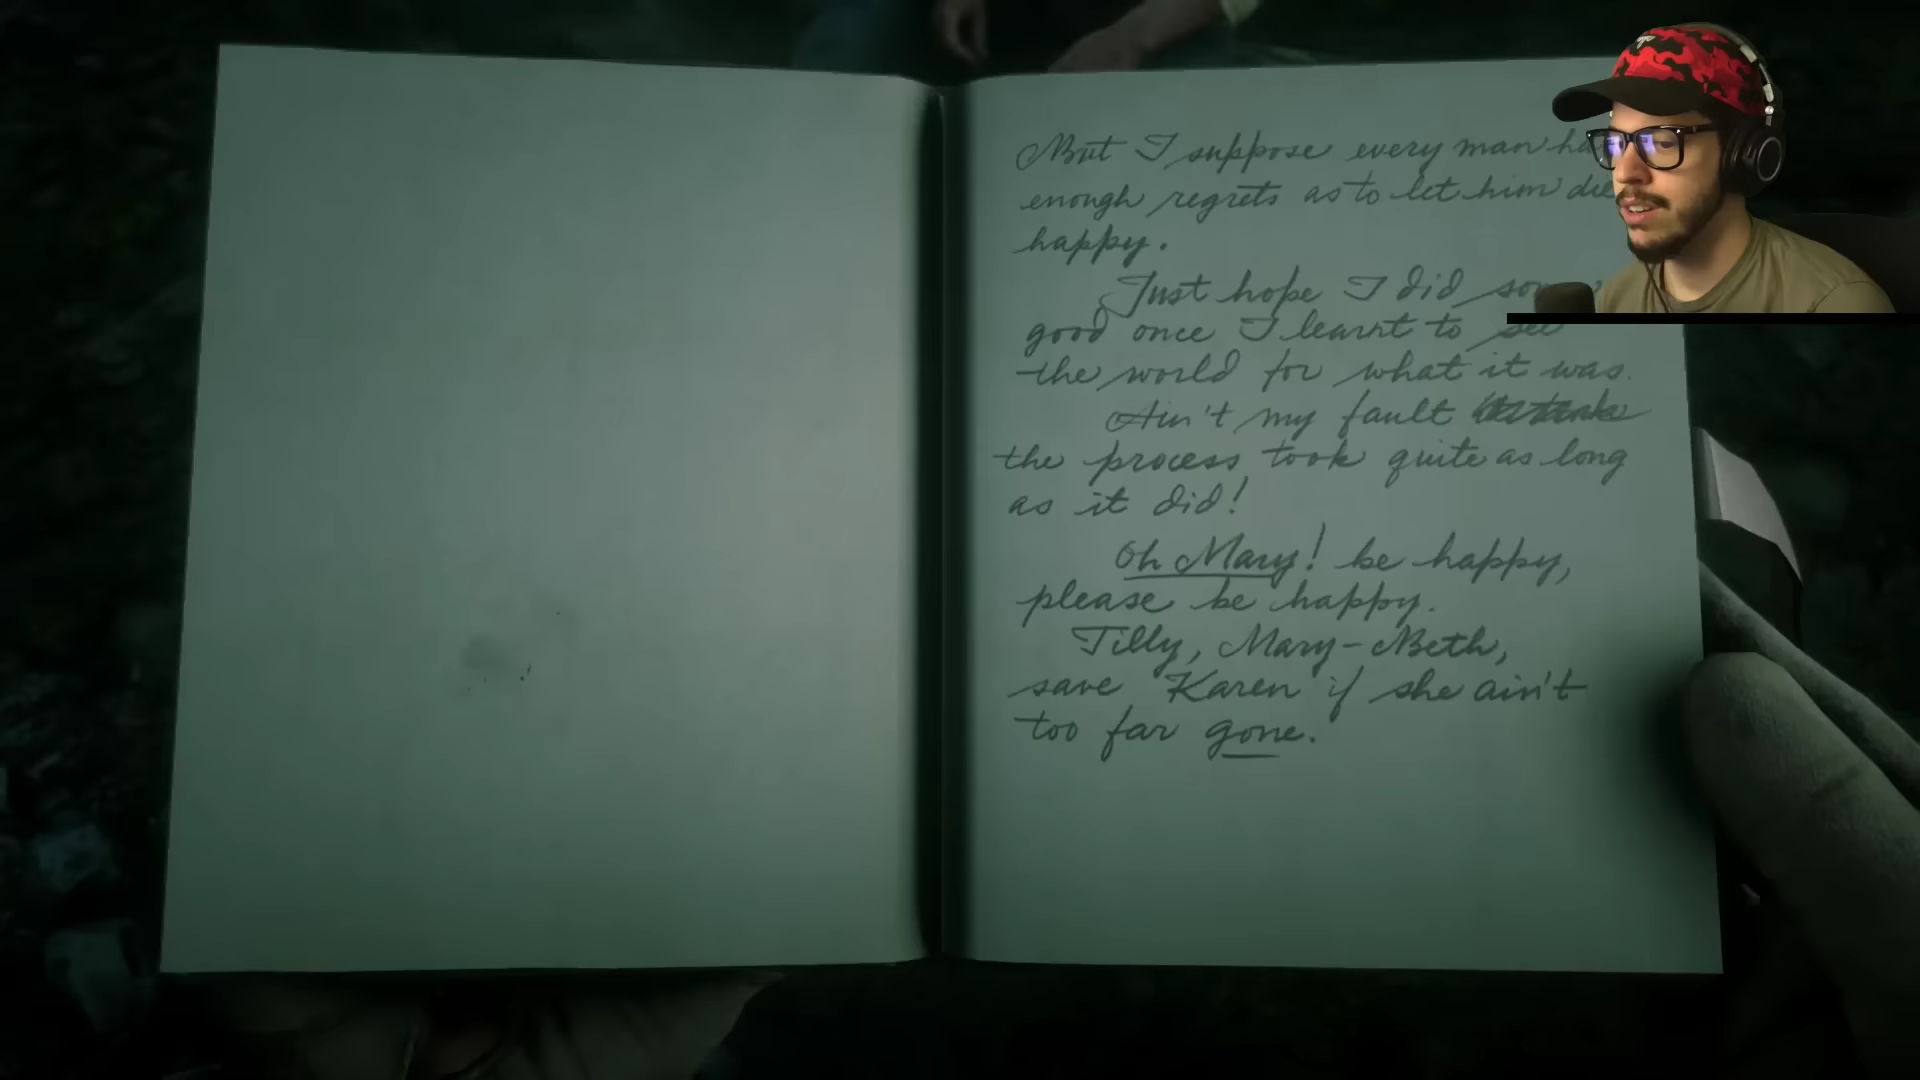 But I suppose every man
enough regrets as to let him die
happy.
Just hope I did
good once I learnt to see
the world for what it was.
Ain't my fault
the process took quite as long
as it did!
Oh Mary! be happy,
please be happy.
Tilly, Mary-Beth,
save Karen if she ain't
too far gone.